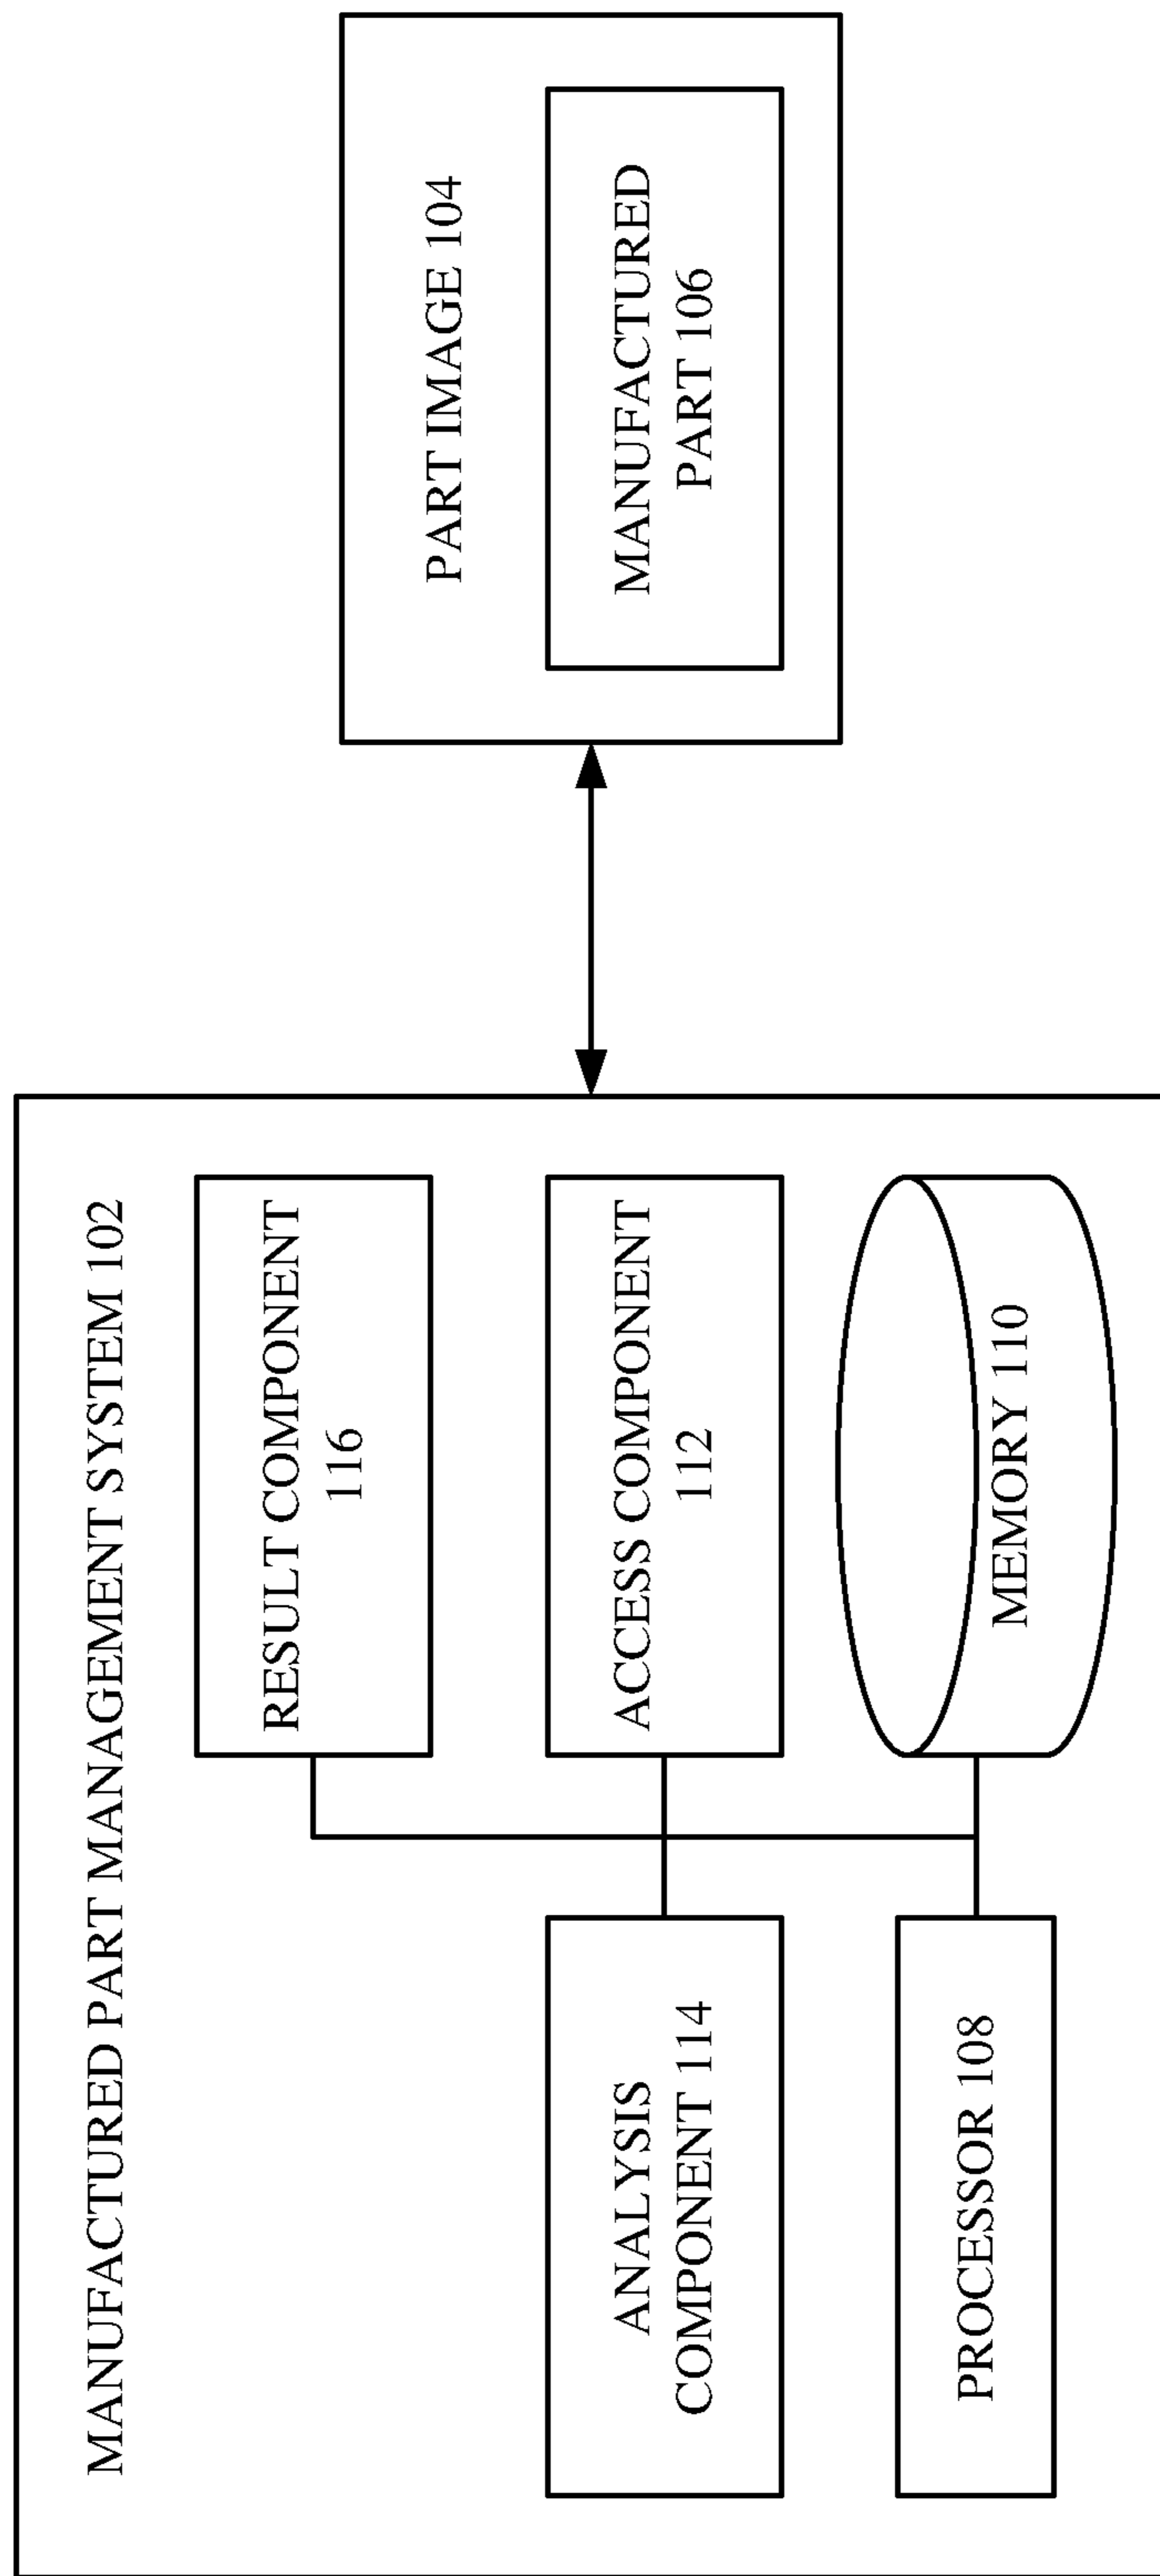 MANUFACTURED PART MANAGEMENT SYSTEM 102
RESULT COMPONENT
116
ANALYSIS
COMPONENT 114
ACCESS COMPONENT
112
PROCESSOR 108
MEMORY 110
PART IMAGE 104
MANUFACTURED
PART 106